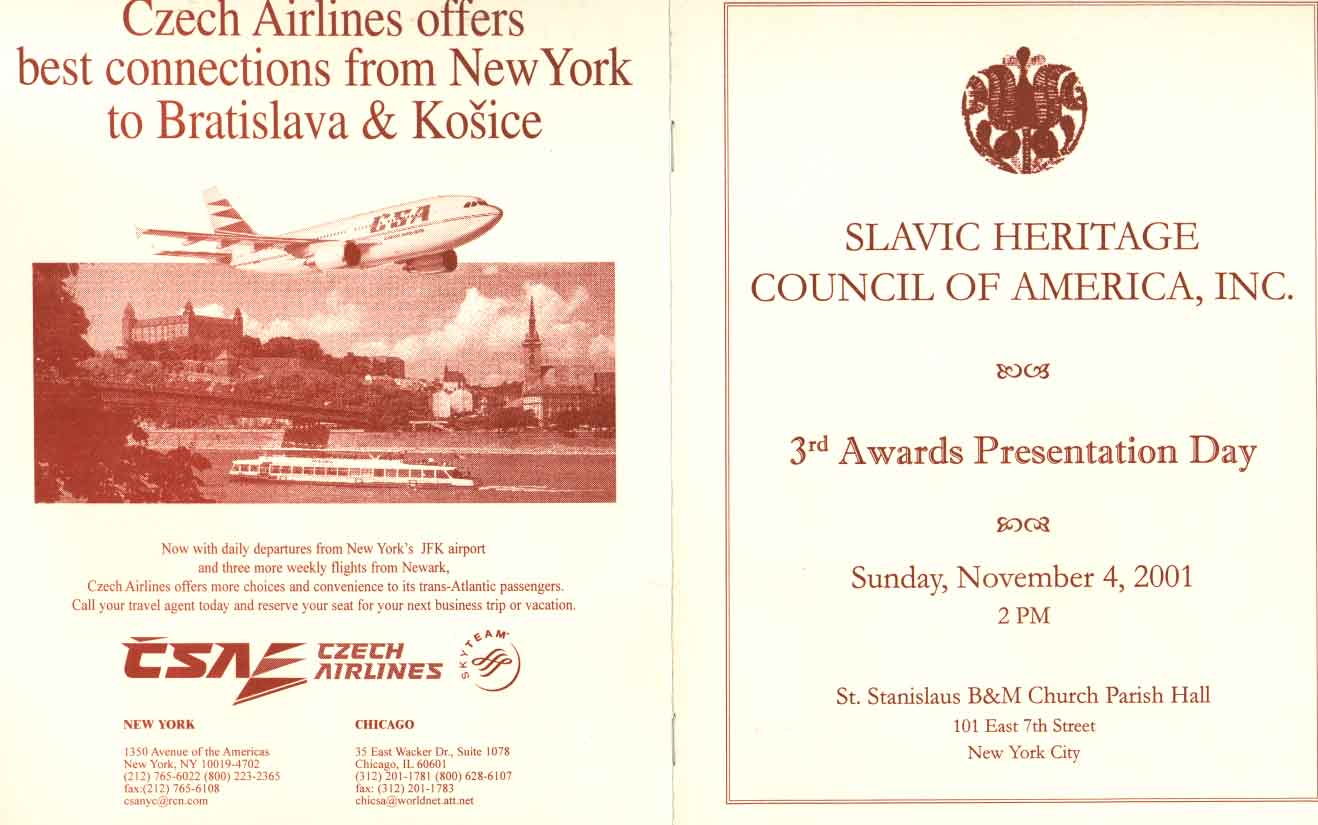 Czech Airlines offers
best connections from New York
to Bratislava & Košice
CSA
CZECH AIRLINES
Now with daily departures from New York's JFK airport
and three more weekly flights from Newark,
Czech Airlines offers more choices and convenience to its trans-Atlantic passengers.
Call your travel agent today and reserve your seat for your next business trip or vacation.
ČSA CZECH
AIRLINES
SKYTEAM
NEW YORK
1350 Avenue of the Americas
New York, NY 10019-4702
(212) 765-6022 (800) 223-2365
fax:(212) 765-6108
csanyc@rcn.com
CHICAGO
35 East Wacker Dr., Suite 1078
Chicago, IL 60601
(312) 201-1781 (800) 628-6107
fax: (312) 201-1783
chicsa@worldnet.att.net
SLAVIC HERITAGE
COUNCIL OF AMERICA, INC.
3rd Awards Presentation Day
Sunday, November 4, 2001
2 PM
St. Stanislaus B&M Church Parish Hall
101 East 7th Street
New York City